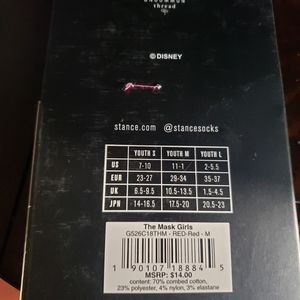 uncommon
thread
© DISNEY
stance.com @stancesocks
YOUTH S YOUTH M YOUTH L
US 7-10 11-1 2-5.5
EUR 23-27 29-34 35-37
UK 6.5-9.5 10.5-13.5 1.5-4.5
JPN 14-16.5 17.5-20 20.5-23
The Mask Girls
G526C18THM - RED-Red - M
1 90107 18884 5
MSRP: $14.00
content: 70% combed cotton,
23% polyester, 4% nylon, 3% elastane